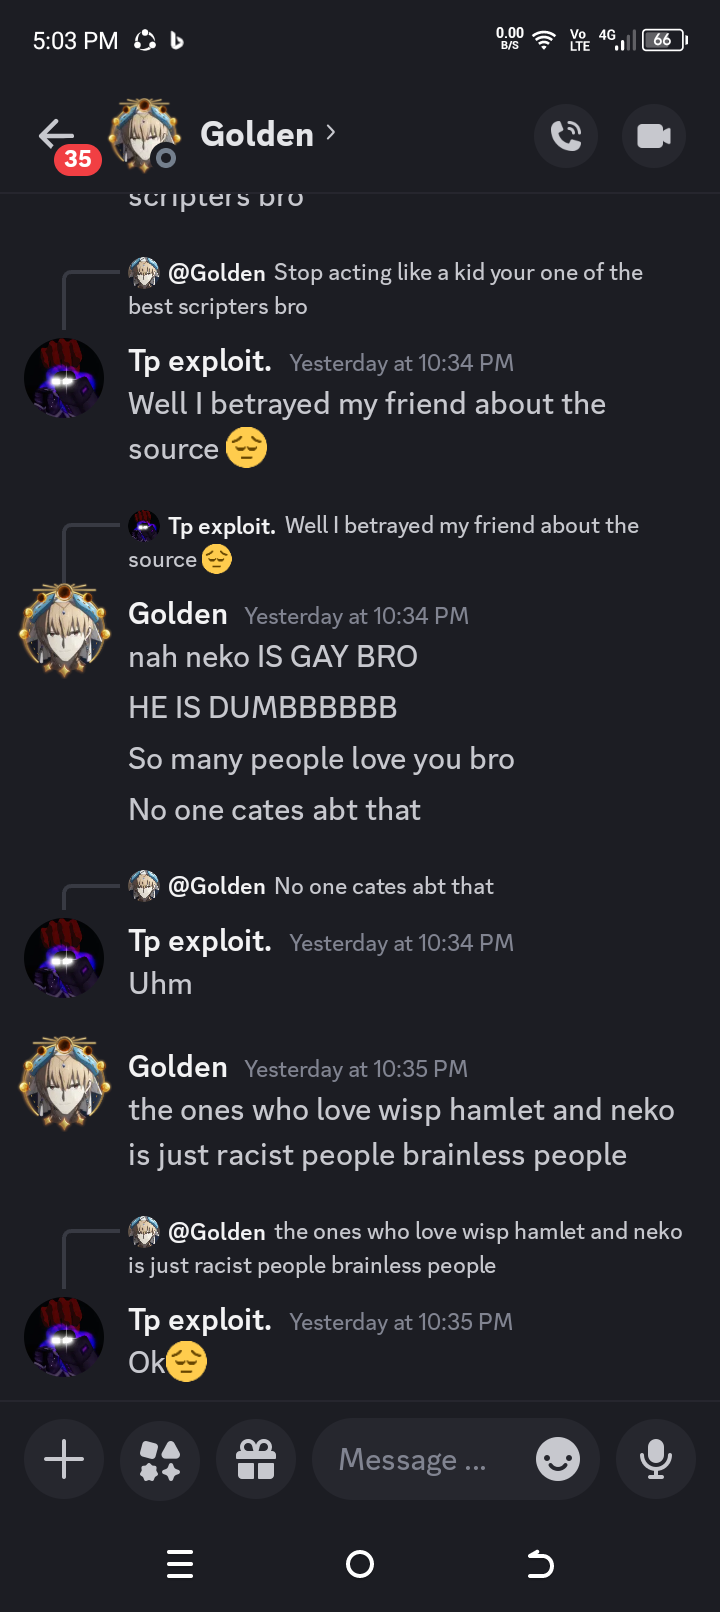 5:03 PM
0.00 B/S Vo LTE 4G 66
35
Golden
scripters bro
@Golden Stop acting like a kid your one of the
best scripters bro
Tp exploit. Yesterday at 10:34 PM
Well I betrayed my friend about the
source 😔
Tp exploit. Well I betrayed my friend about the
source 😔
Golden Yesterday at 10:34 PM
nah neko IS GAY BRO
HE IS DUMBBBBBB
So many people love you bro
No one cates abt that
@Golden No one cates abt that
Tp exploit. Yesterday at 10:34 PM
Uhm
Golden Yesterday at 10:35 PM
the ones who love wisp hamlet and neko
is just racist people brainless people
@Golden the ones who love wisp hamlet and neko
is just racist people brainless people
Tp exploit. Yesterday at 10:35 PM
Ok😔
Message ...